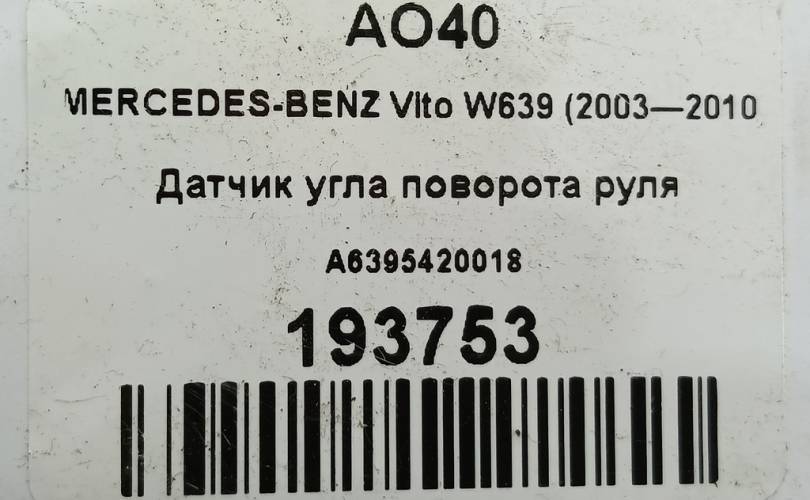 AO40
MERCEDES-BENZ Vito W639 (2003—2010
Датчик угла поворота руля
A6395420018
193753